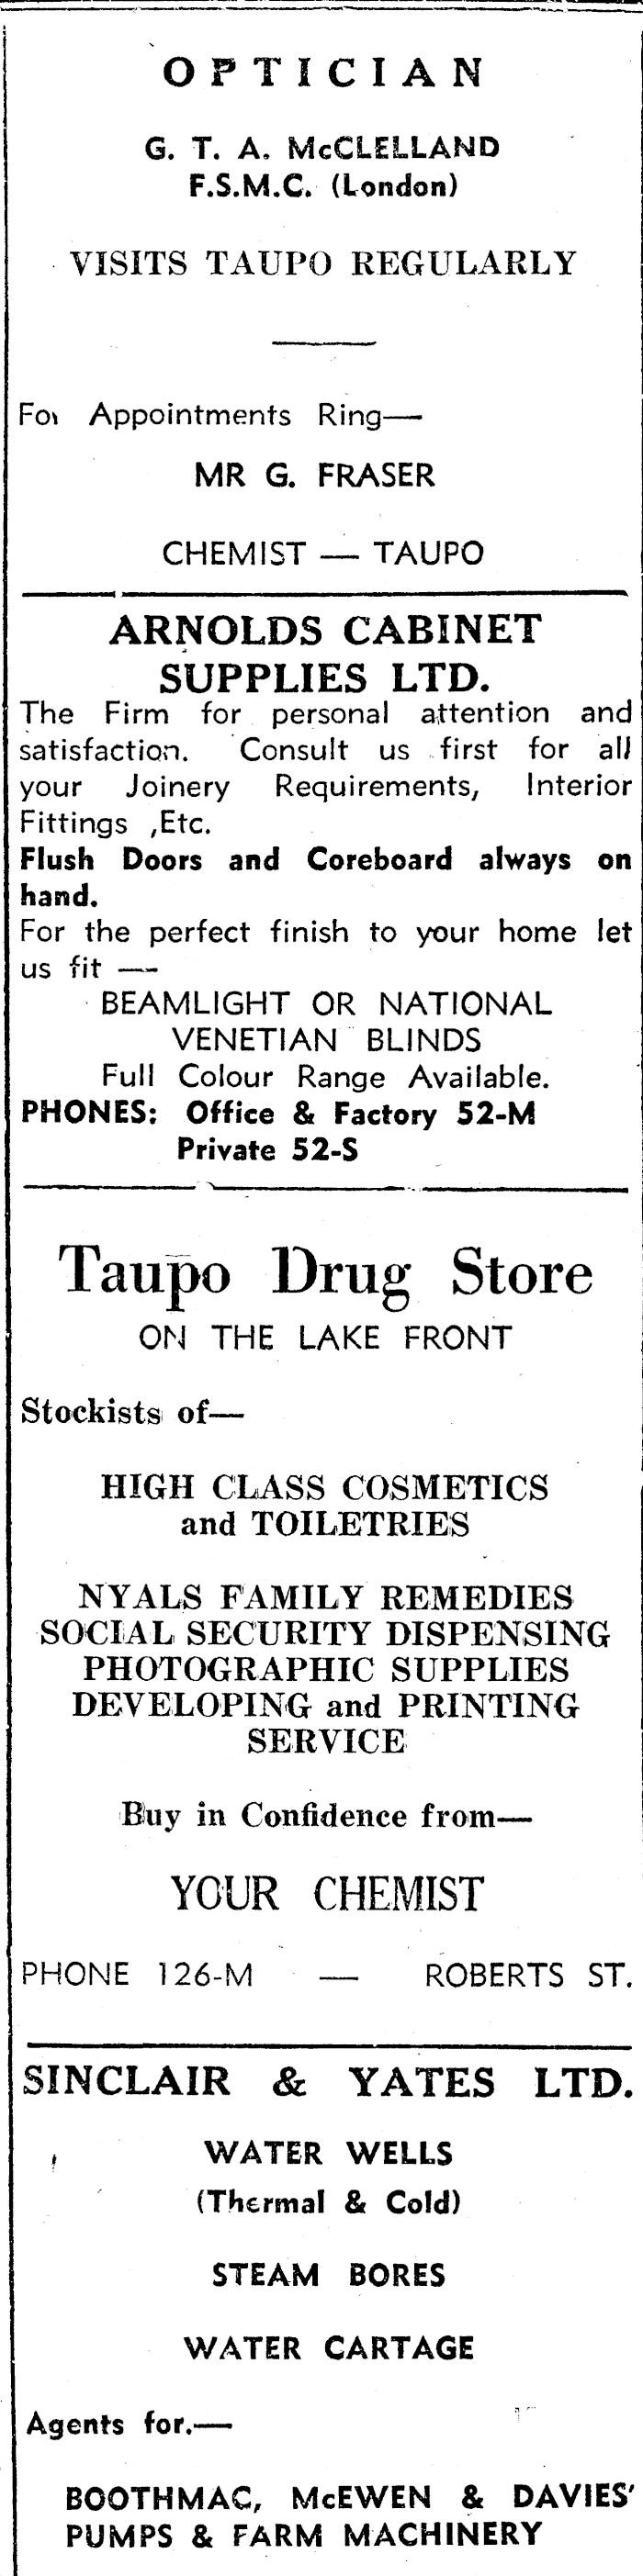 OPTICIAN
G. T. A. McCLELLAND
F.S.M.C. (London)
VISITS TAUPO REGULARLY
For Appointments Ring—
MR G. FRASER
CHEMIST — TAUPO
ARNOLDS CABINET
SUPPLIES LTD.
The Firm for personal attention and
satisfaction. Consult us first for all
your Joinery Requirements, Interior
Fittings ,Etc.
Flush Doors and Coreboard always on
hand.
For the perfect finish to your home let
us fit —
BEAMLIGHT OR NATIONAL
VENETIAN BLINDS
Full Colour Range Available.
PHONES: Office & Factory 52-M
Private 52-S
Taupo Drug Store
ON THE LAKE FRONT
Stockists of—
HIGH CLASS COSMETICS
and TOILETRIES
NYALS FAMILY REMEDIES
SOCIAL SECURITY DISPENSING
PHOTOGRAPHIC SUPPLIES
DEVELOPING and PRINTING
SERVICE
Buy in Confidence from—
YOUR CHEMIST
PHONE 126-M — ROBERTS ST.
SINCLAIR & YATES LTD.
WATER WELLS
(Thermal & Cold)
STEAM BORES
WATER CARTAGE
Agents for.—
BOOTHMAC, McEWEN & DAVIES'
PUMPS & FARM MACHINERY